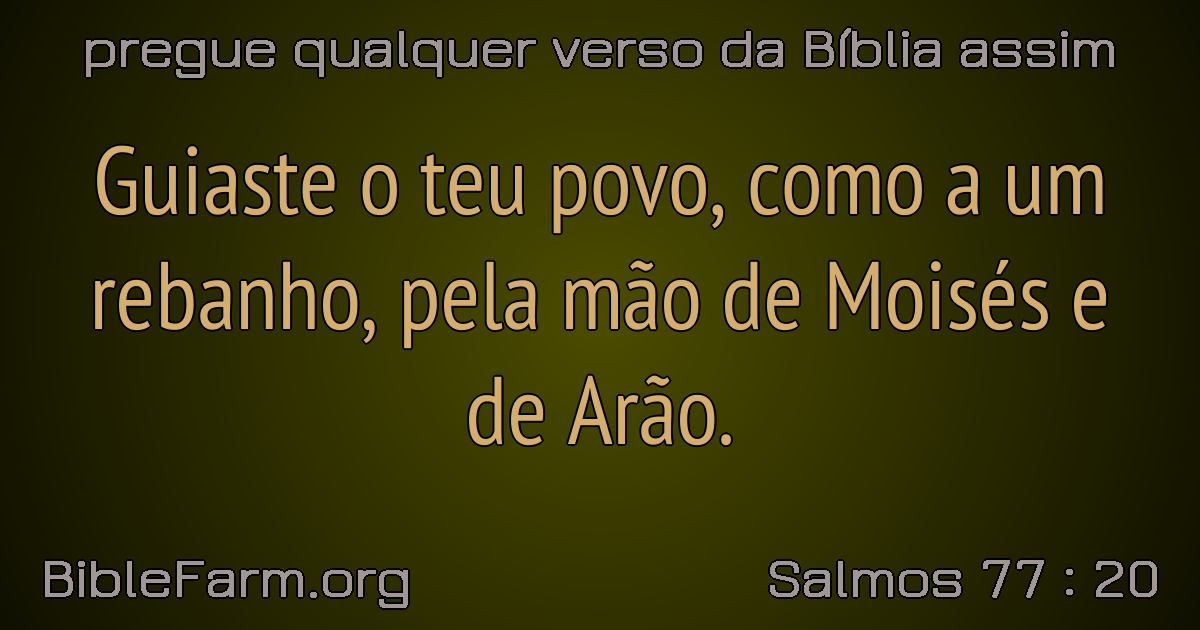 pregue qualquer verso da Bíblia assim
Guiaste o teu povo, como a um
rebanho, pela mão de Moisés e
de Arão.
BibleFarm.org
Salmos 77 : 20